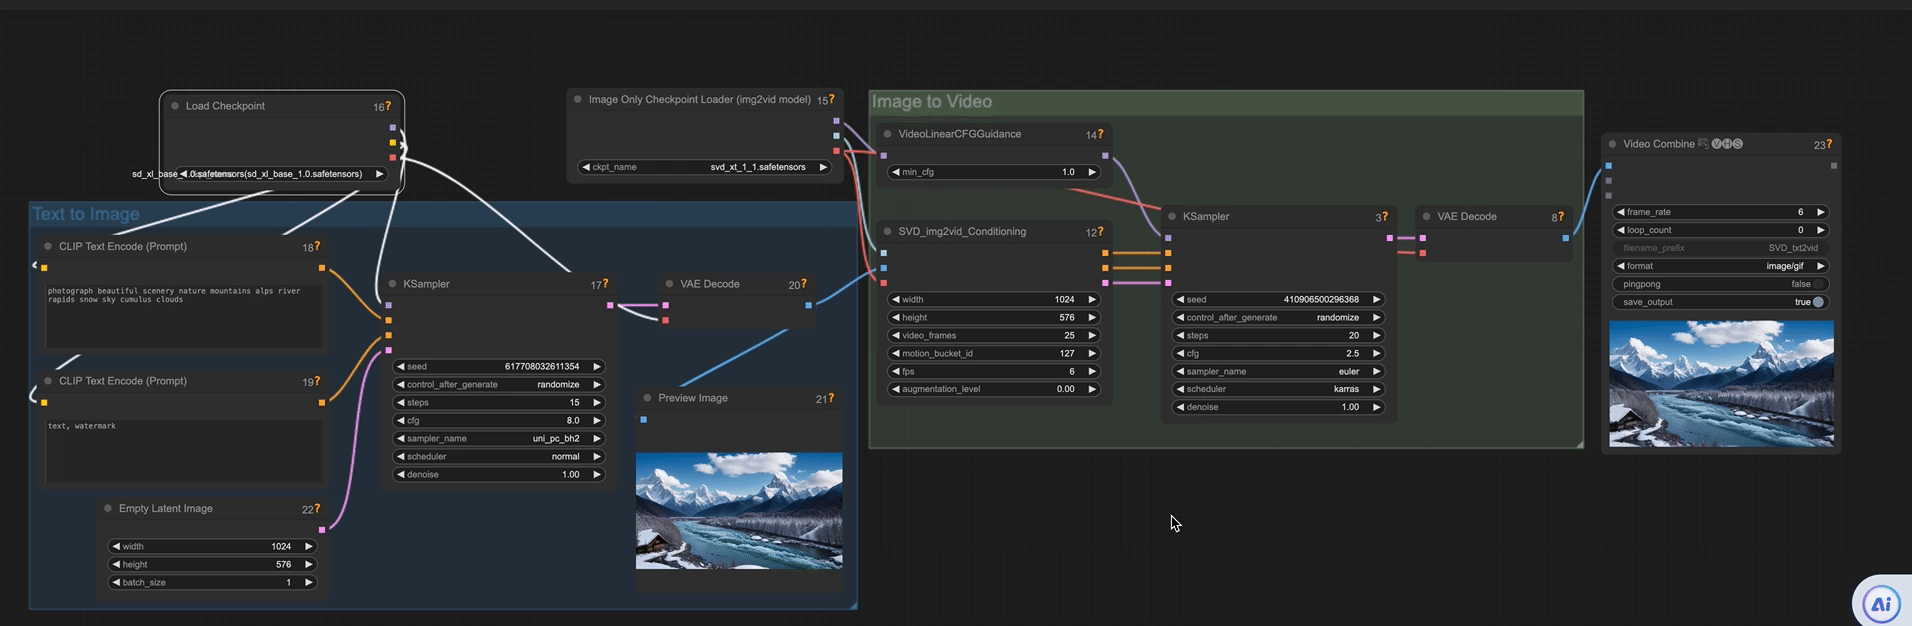 Load Checkpoint 16?
sd_xl_base_1.0.safetensors(sd_xl_base_1.0.safetensors)
Image Only Checkpoint Loader (img2vid model) 15?
ckpt_name svd_xt_1_1.safetensors
Text to Image
CLIP Text Encode (Prompt) 18?
photograph beautiful scenery nature mountains alps river
rapids snow sky cumulus clouds
CLIP Text Encode (Prompt) 19?
text, watermark
Empty Latent Image 22?
width 1024
height 576
batch_size 1
KSampler 17?
seed 617708032611354
control_after_generate randomize
steps 15
cfg 8.0
sampler_name uni_pc_bh2
scheduler normal
denoise 1.00
VAE Decode 20?
Preview Image 21?
Image to Video
VideoLinearCFGGuidance 14?
min_cfg 1.0
SVD_img2vid_Conditioning 12?
width 1024
height 576
video_frames 25
motion_bucket_id 127
fps 6
augmentation_level 0.00
KSampler 3?
seed 410906500296368
control_after_generate randomize
steps 20
cfg 2.5
sampler_name euler
scheduler karras
denoise 1.00
VAE Decode 8?
Video Combine 🎥🅥🅗🅢 23?
frame_rate 6
loop_count 0
filename_prefix SVD_txt2vid
format image/gif
pingpong false
save_output true
Ai